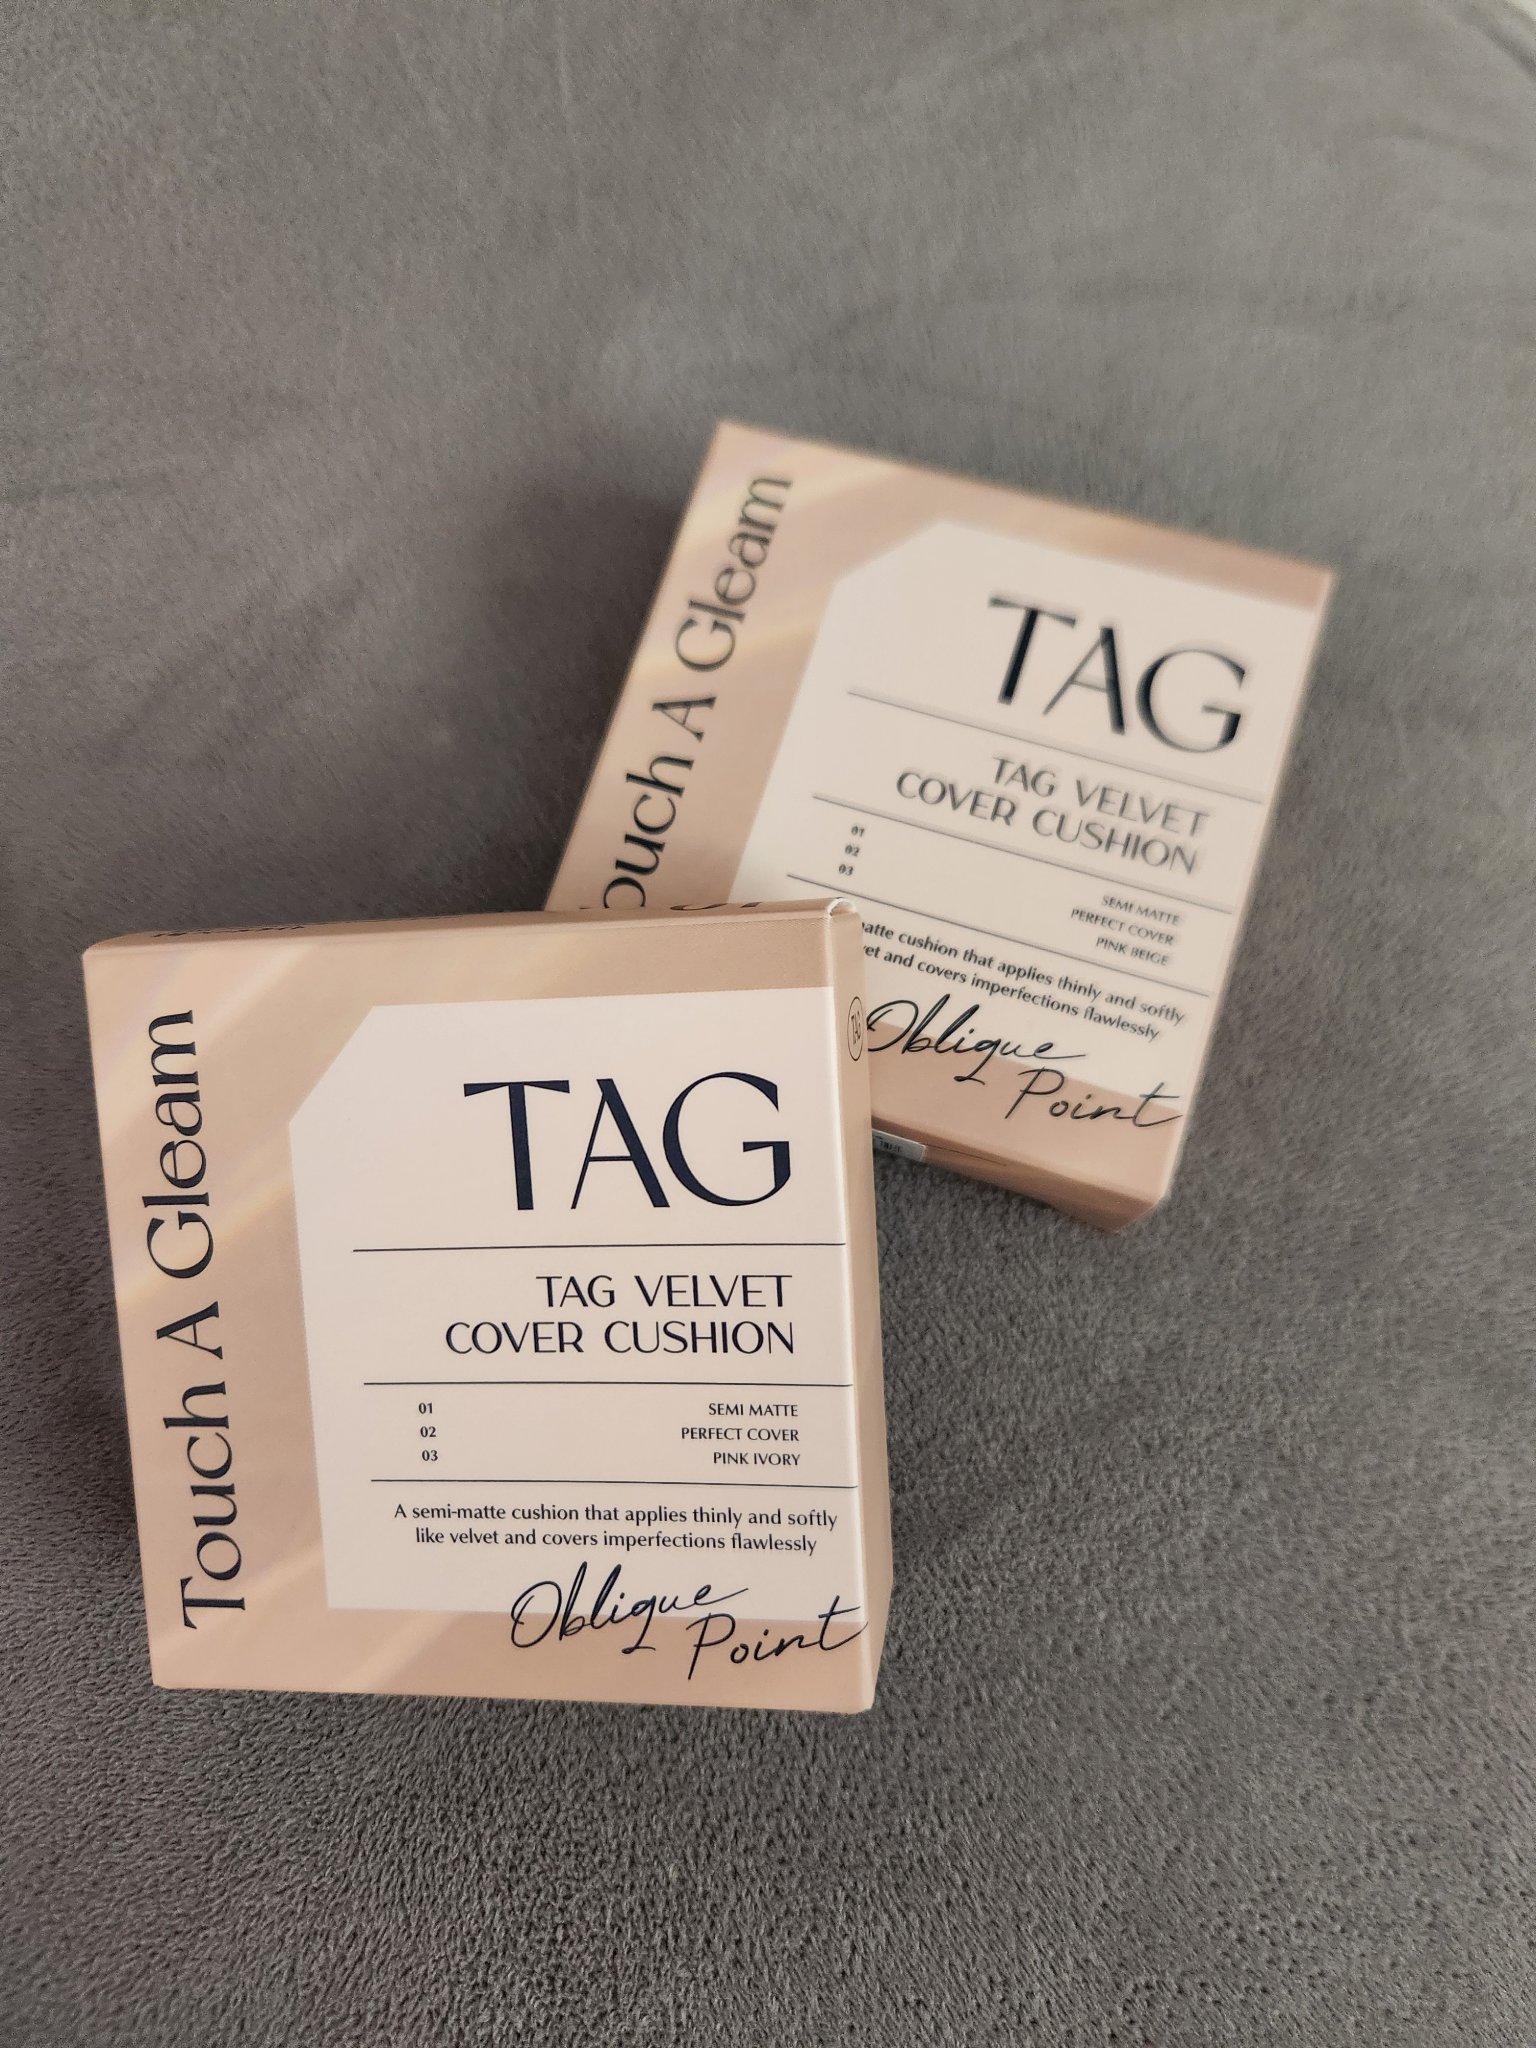 Touch A Gleam
TAG
TAG VELVET
COVER CUSHION
01 SEMI MATTE
02 PERFECT COVER
03 PINK IVORY
A semi-matte cushion that applies thinly and softly
like velvet and covers imperfections flawlessly
Oblique
Point
TAG
A Gleam
TAG
TAG VELVET
COVER CUSHION
01
02
03
SEMI MATTE
PERFECT COVER
PINK BEIGE
cushion that applies thinly and softly
and covers imperfections flawlessly
Oblique
Point